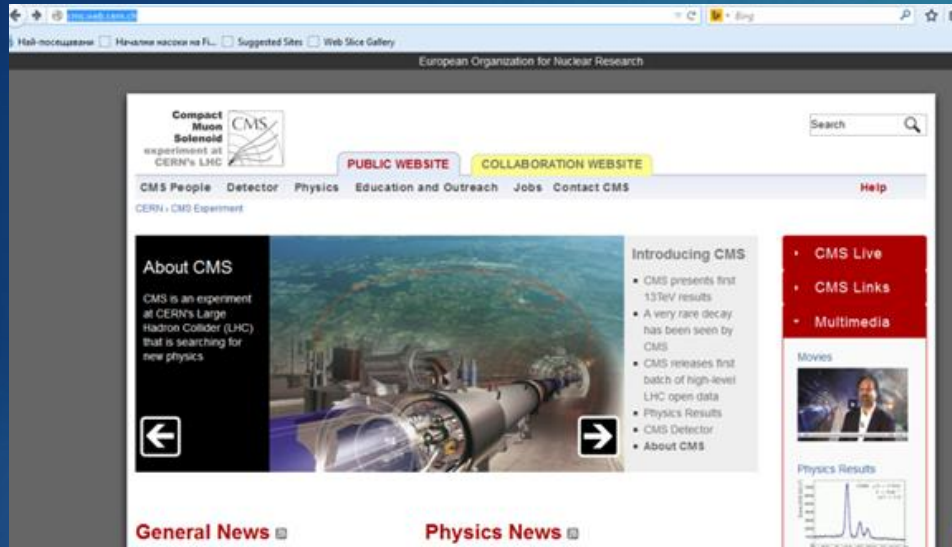 cms.web.cern.ch
Bing
Най-посещавани
Начални насоки на Fi...
Suggested Sites
Web Slice Gallery
European Organization for Nuclear Research
Compact
Muon
Solenoid
experiment at
CERN's LHC
CMS
Search
PUBLIC WEBSITE
COLLABORATION WEBSITE
CMS People Detector Physics Education and Outreach Jobs Contact CMS
Help
CERN › CMS Experiment
About CMS
CMS is an experiment
at CERN's Large
Hadron Collider (LHC)
that is searching for
new physics
Introducing CMS
CMS presents first
13TeV results
A very rare decay
has been seen by
CMS
CMS releases first
batch of high-level
LHC open data
Physics Results
CMS Detector
About CMS
CMS Live
CMS Links
Multimedia
Movies
Physics Results
General News
Physics News